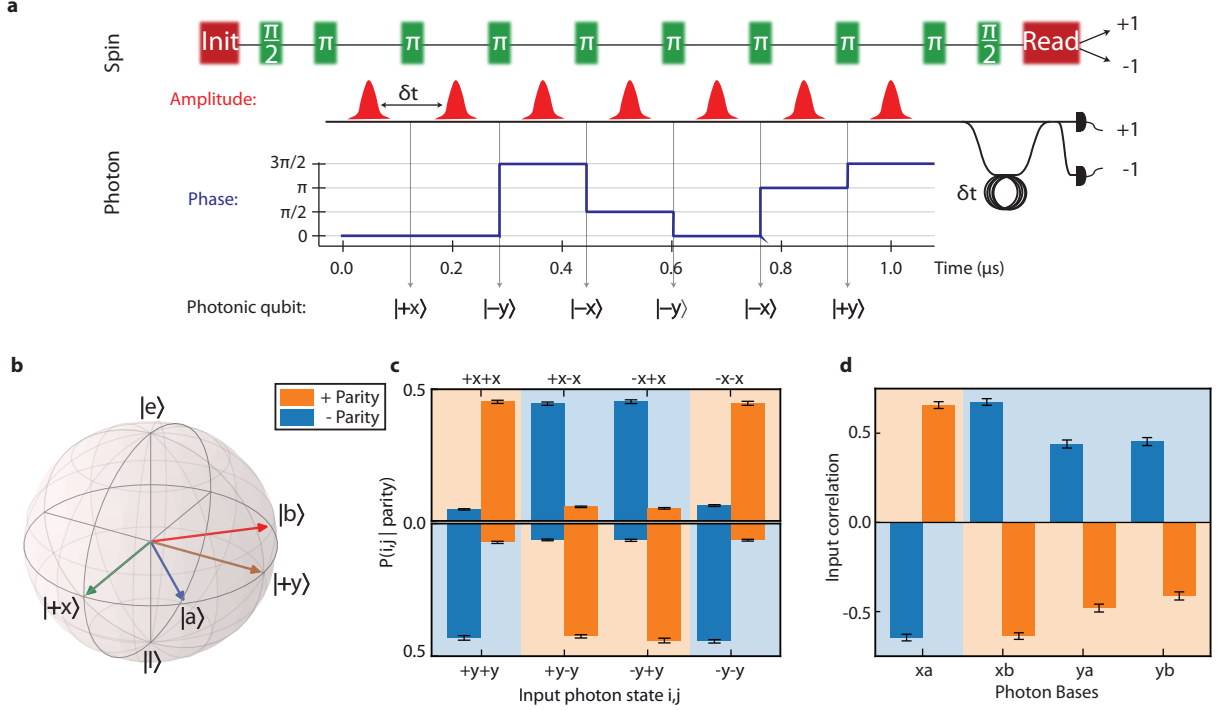 a
Spin
Init π/2 π π π π π π π π π/2 Read +1
-1
Amplitude: δt
+1
-1
δt
Photon
Phase:
3π/2
π
π/2
0
0.0 0.2 0.4 0.6 0.8 1.0 Time (μs)
Photonic qubit: |+x⟩ |−y⟩ |−x⟩ |−y⟩ |−x⟩ |+y⟩
b
|e⟩
|b⟩
|+y⟩
|a⟩
|+x⟩
|l⟩
+ Parity
- Parity
c
+x+x +x-x -x+x -x-x
0.5
0.0
0.5
P(i,j | parity)
+y+y +y-y -y+y -y-y
Input photon state i,j
d
0.5
0.0
-0.5
Input correlation
xa xb ya yb
Photon Bases